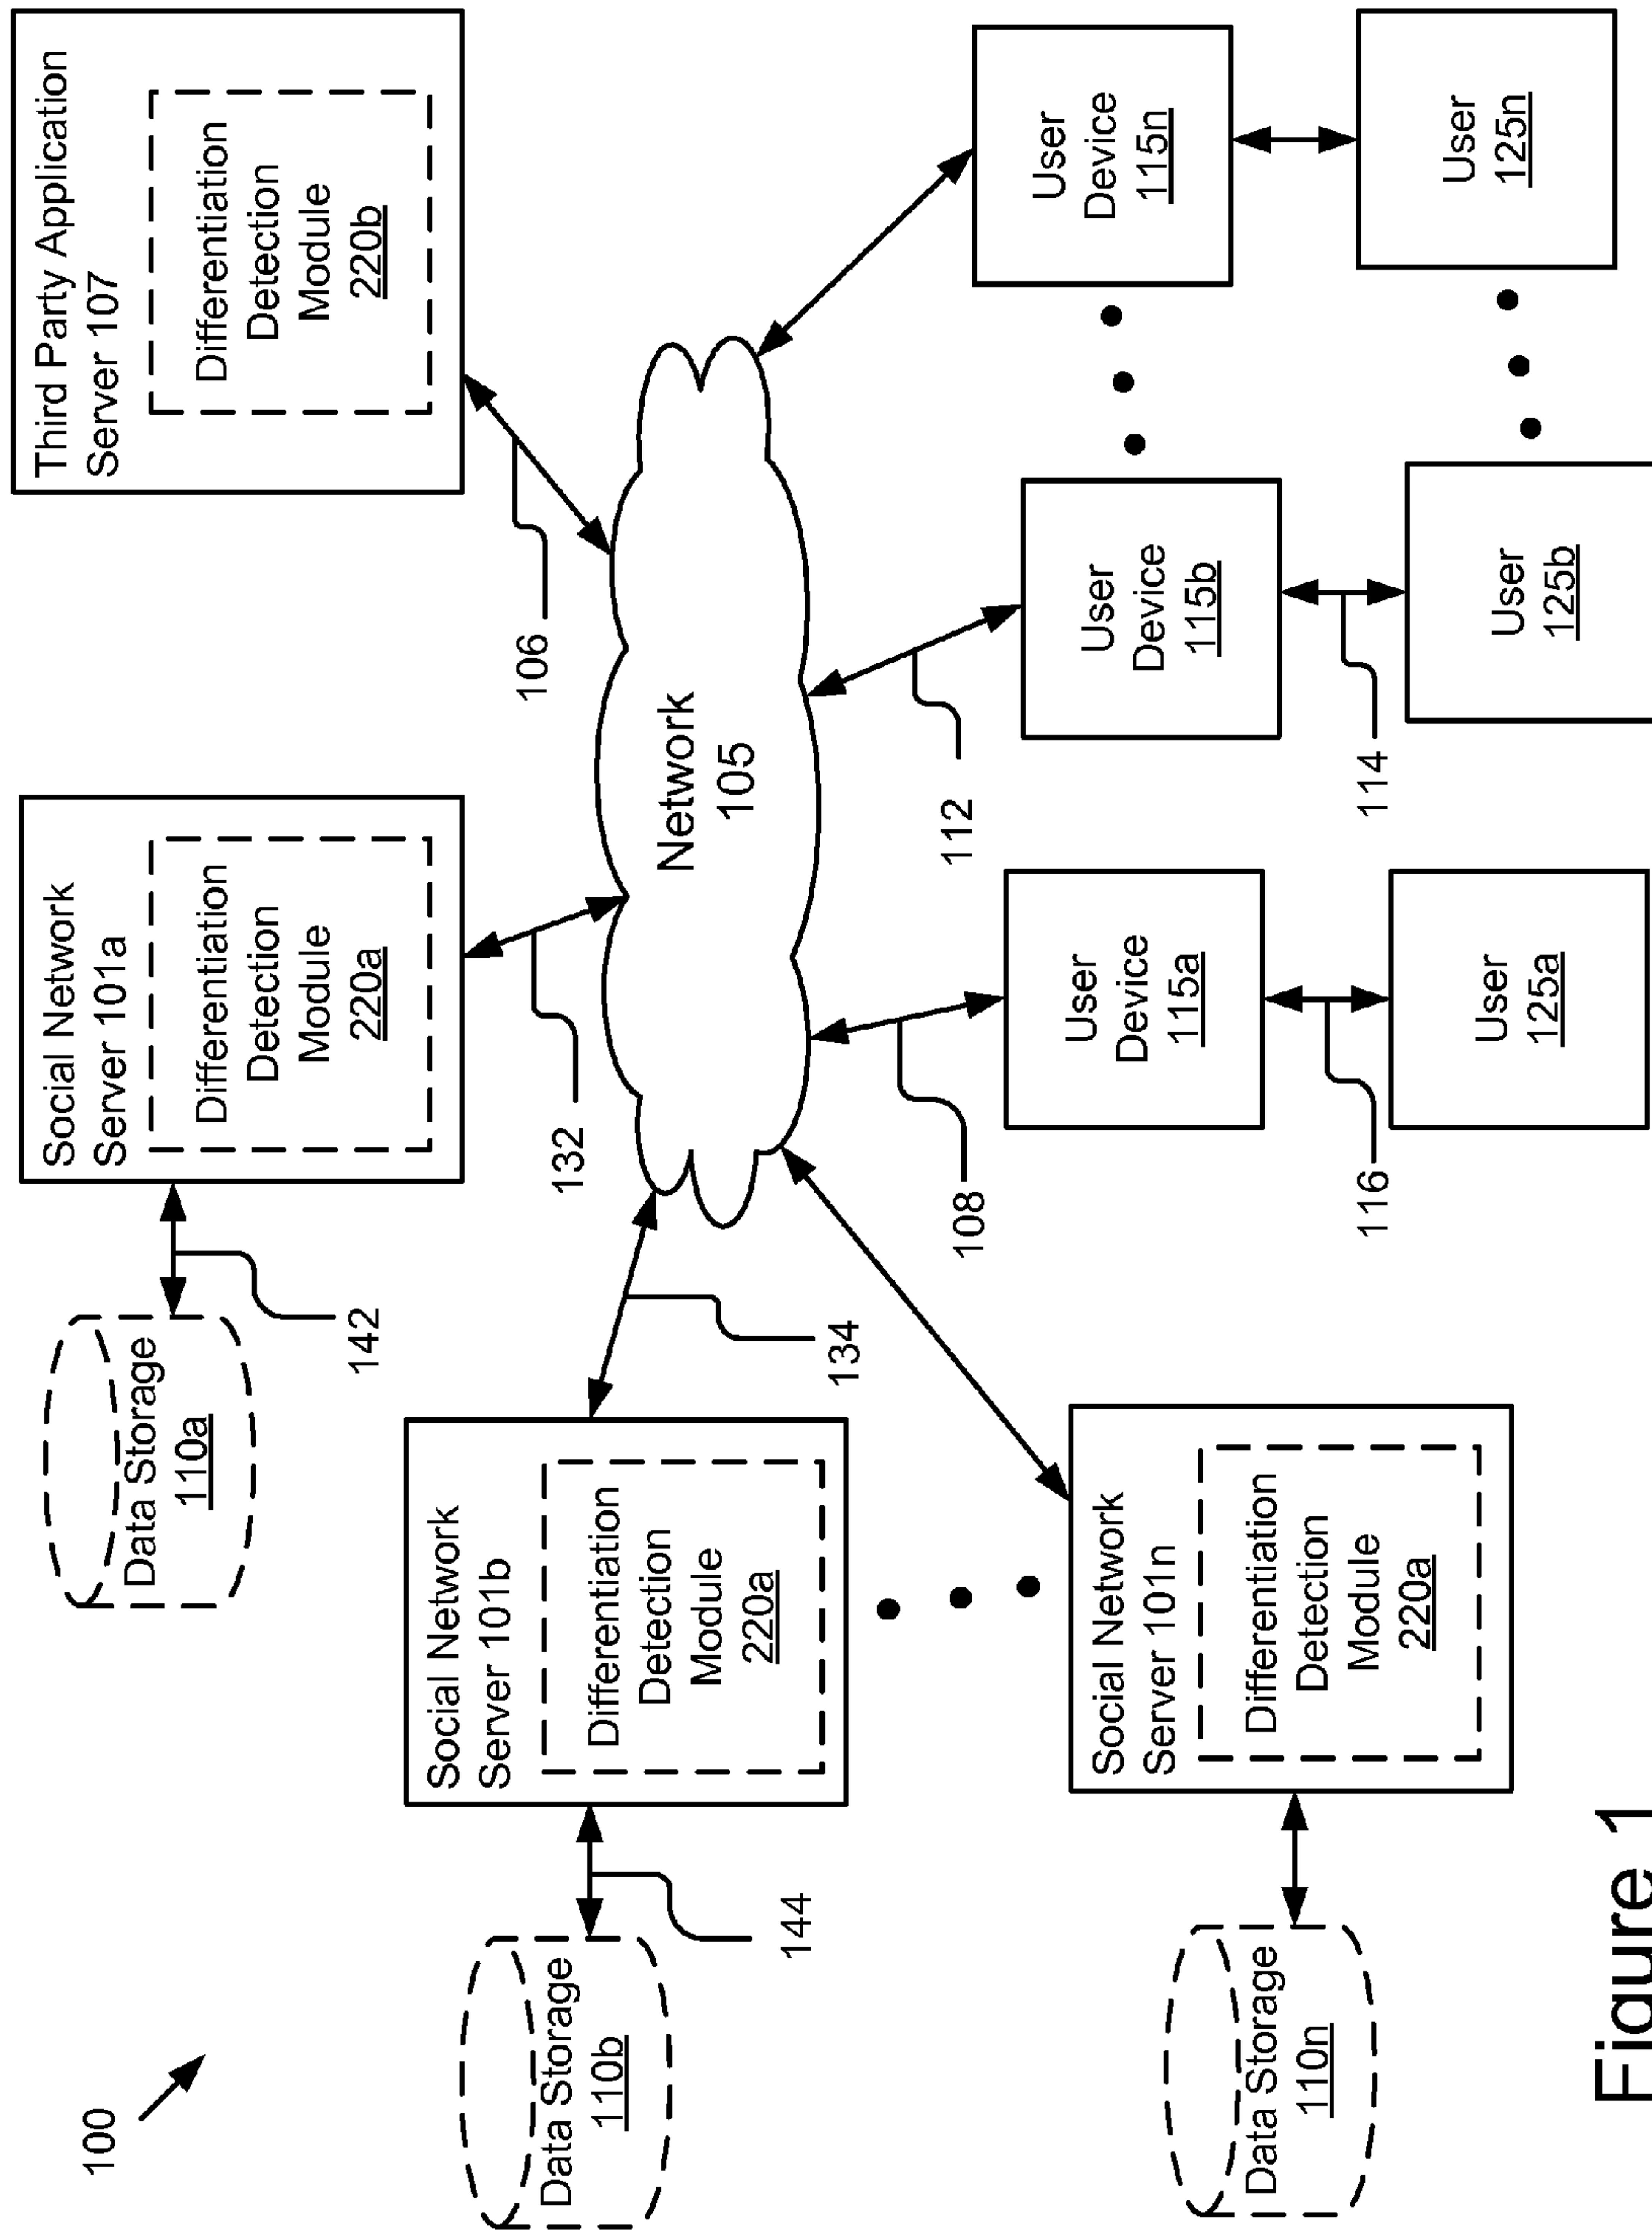 100
Data Storage
110a
142
Social Network
Server 101a
Differentiation
Detection
Module
220a
132
Third Party Application
Server 107
Differentiation
Detection
Module
220b
106
Data Storage
110b
144
Social Network
Server 101b
Differentiation
Detection
Module
220a
134
Network
105
Data Storage
110n
Social Network
Server 101n
Differentiation
Detection
Module
220a
108
112
User
Device
115a
User
Device
115b
User
Device
115n
116
114
User
125a
User
125b
User
125n
Figure 1